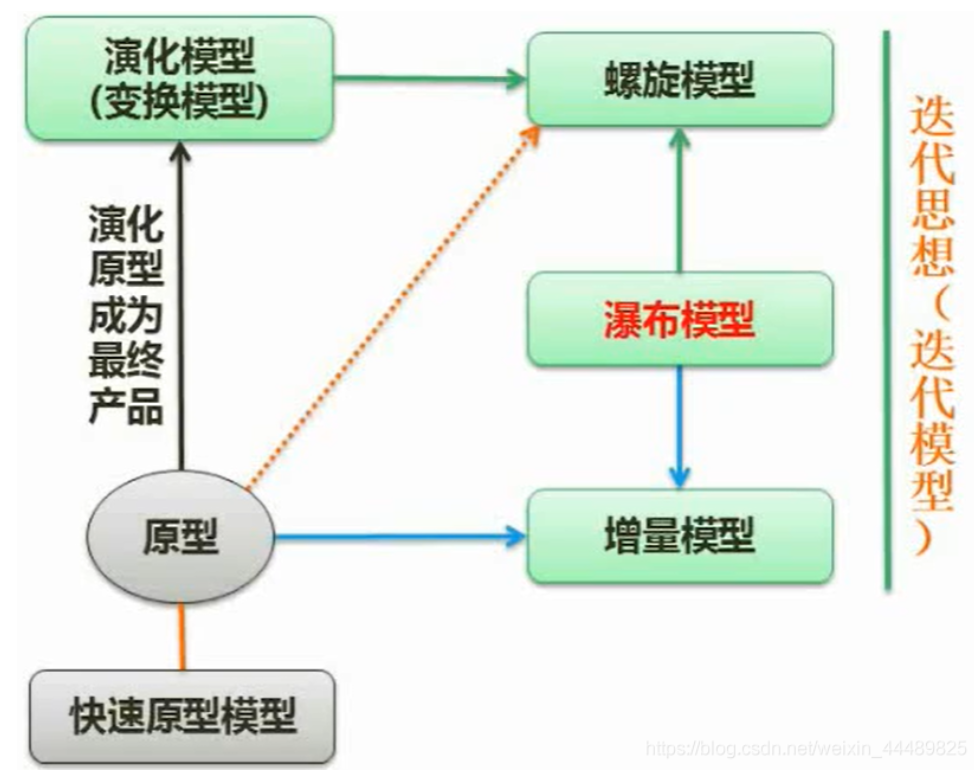 演化模型
(变换模型)
螺旋模型
演化
原型
成为
最终
产品
瀑布模型
原型
增量模型
快速原型模型
迭代思想（迭代模型）
https://blog.csdn.net/weixin_44489825